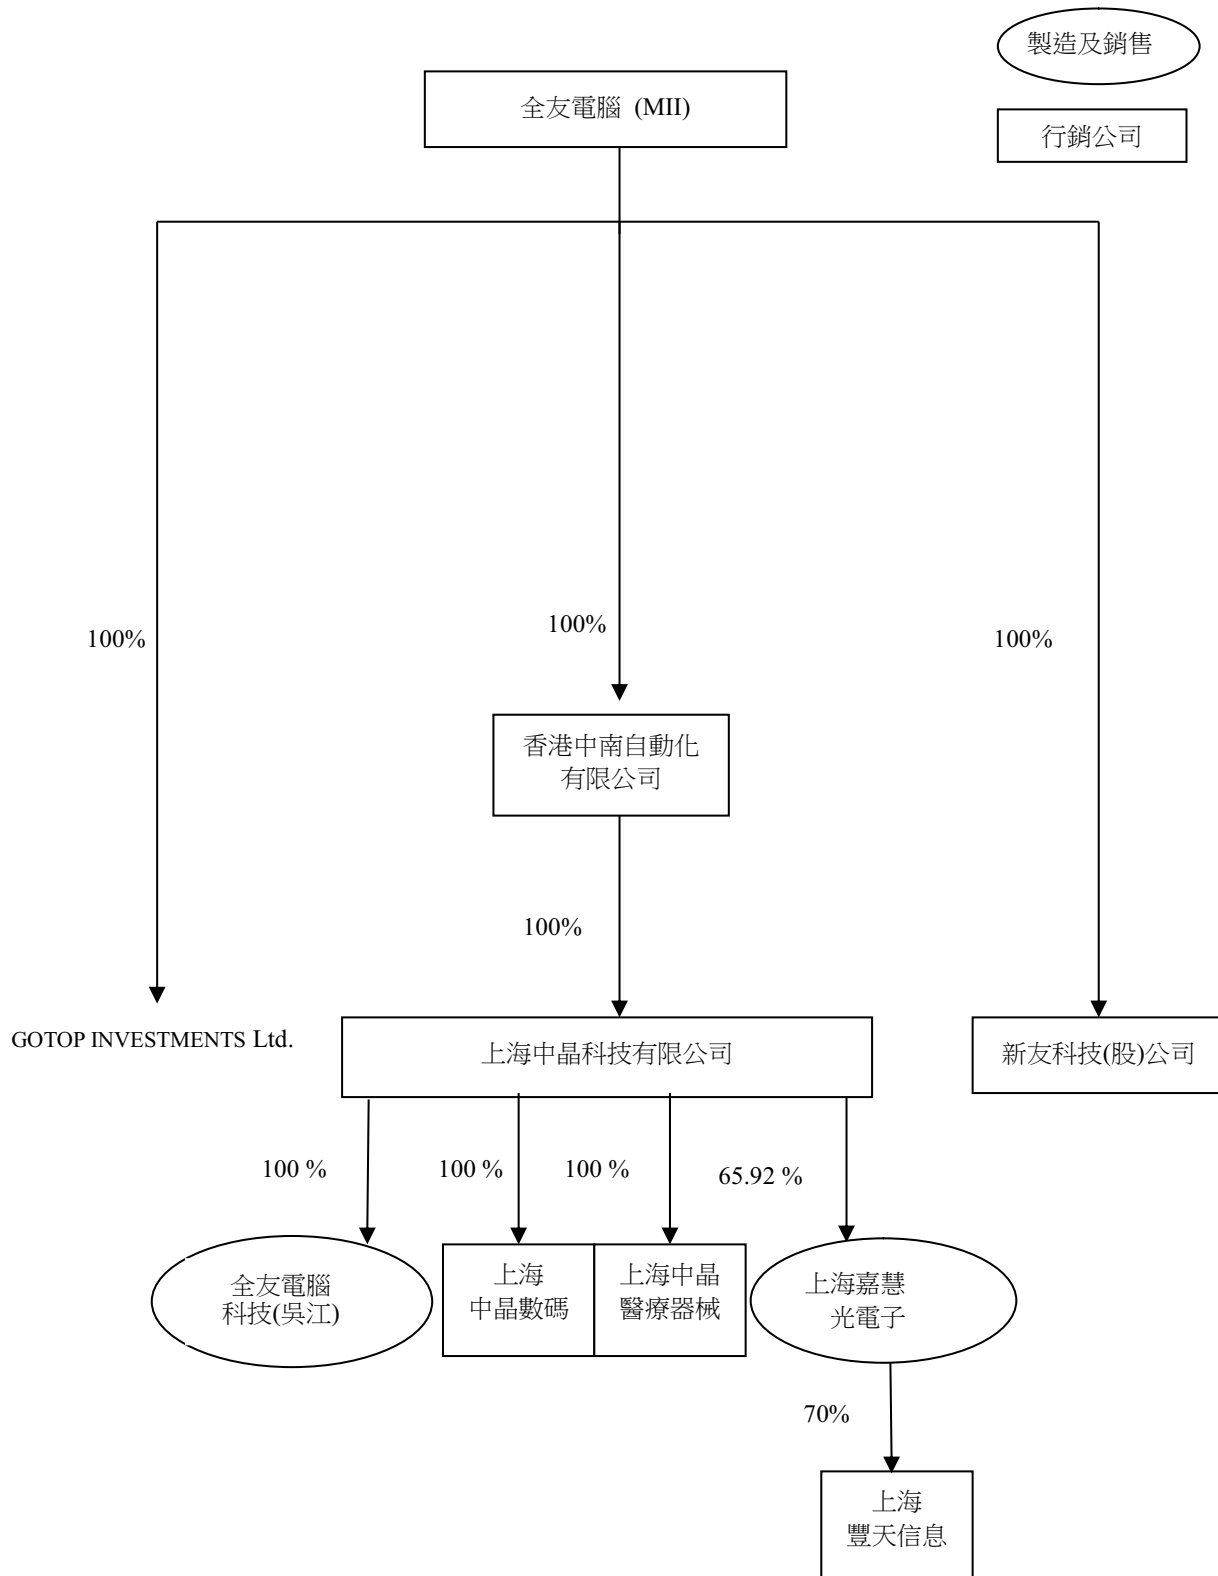 製造及銷售
全友電腦 (MII)
行銷公司
100%
100%
100%
香港中南自動化
有限公司
100%
GOTOP INVESTMENTS Ltd.
上海中晶科技有限公司
新友科技(股)公司
100 %
100 %
100 %
65.92 %
全友電腦
科技(吳江)
上海
中晶數碼
上海中晶
醫療器械
上海嘉慧
光電子
70%
上海
豐天信息